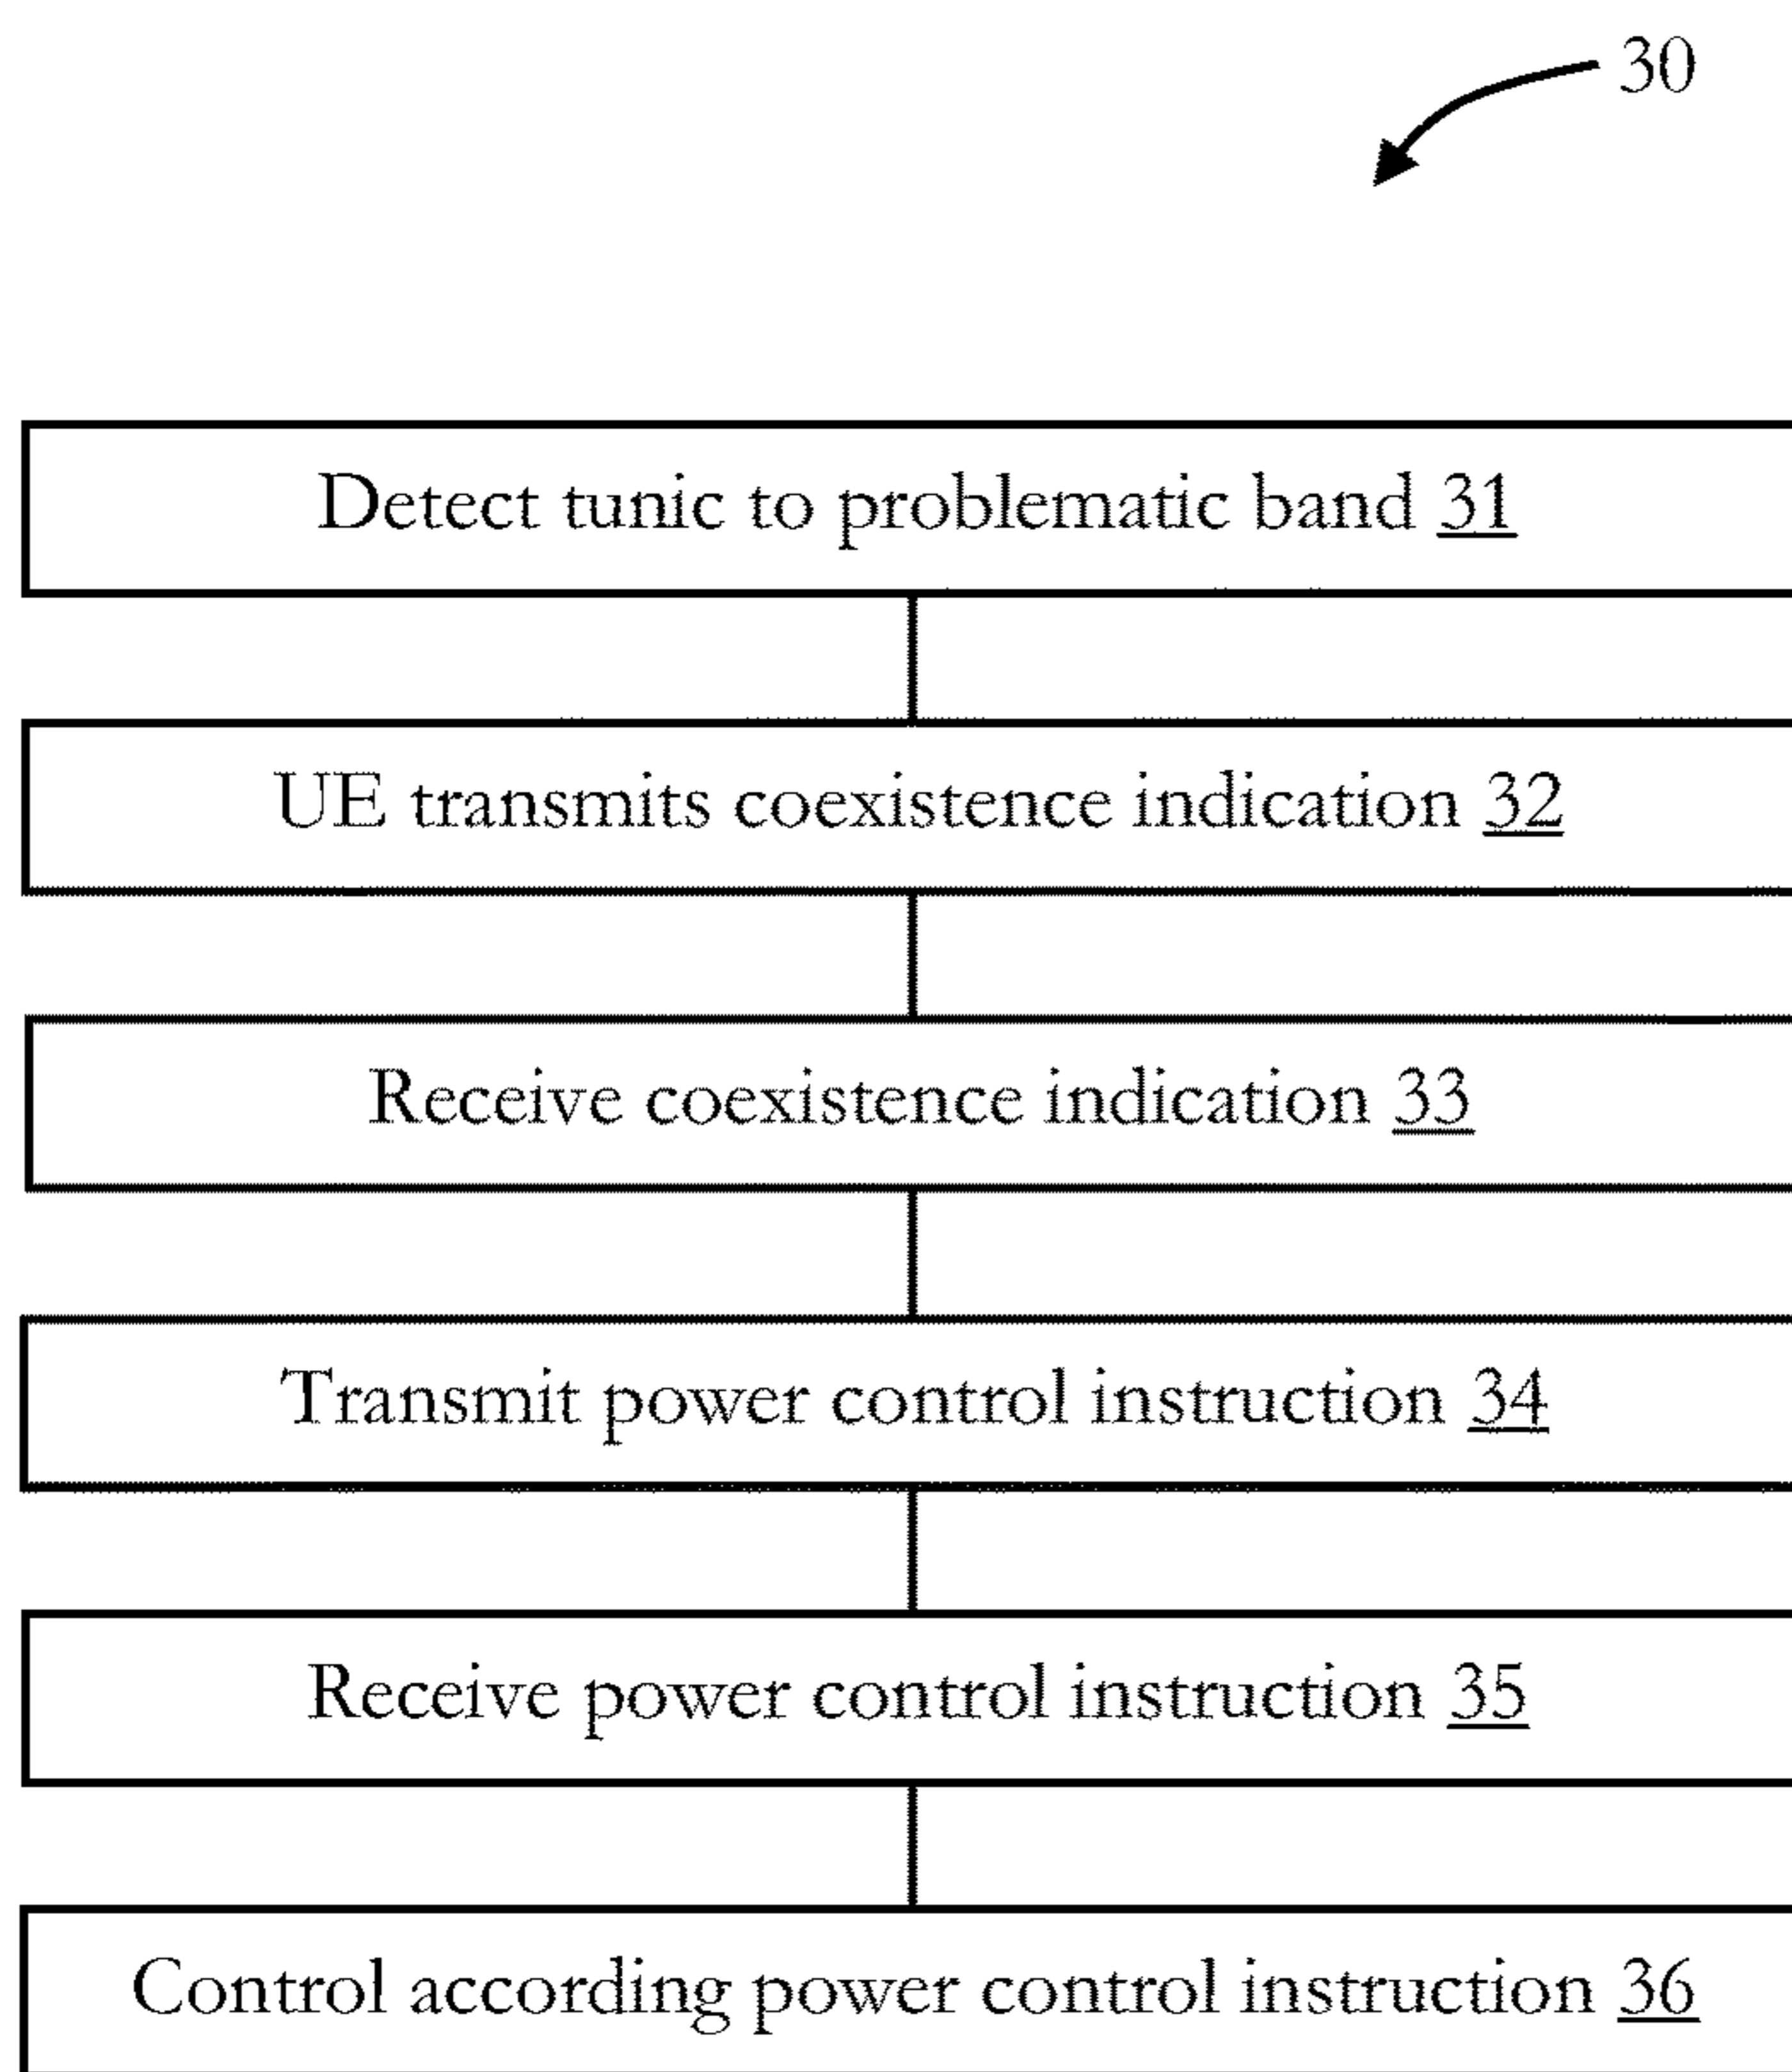 30
Detect tunic to problematic band 31
UE transmits coexistence indication 32
Receive coexistence indication 33
Transmit power control instruction 34
Receive power control instruction 35
Control according power control instruction 36